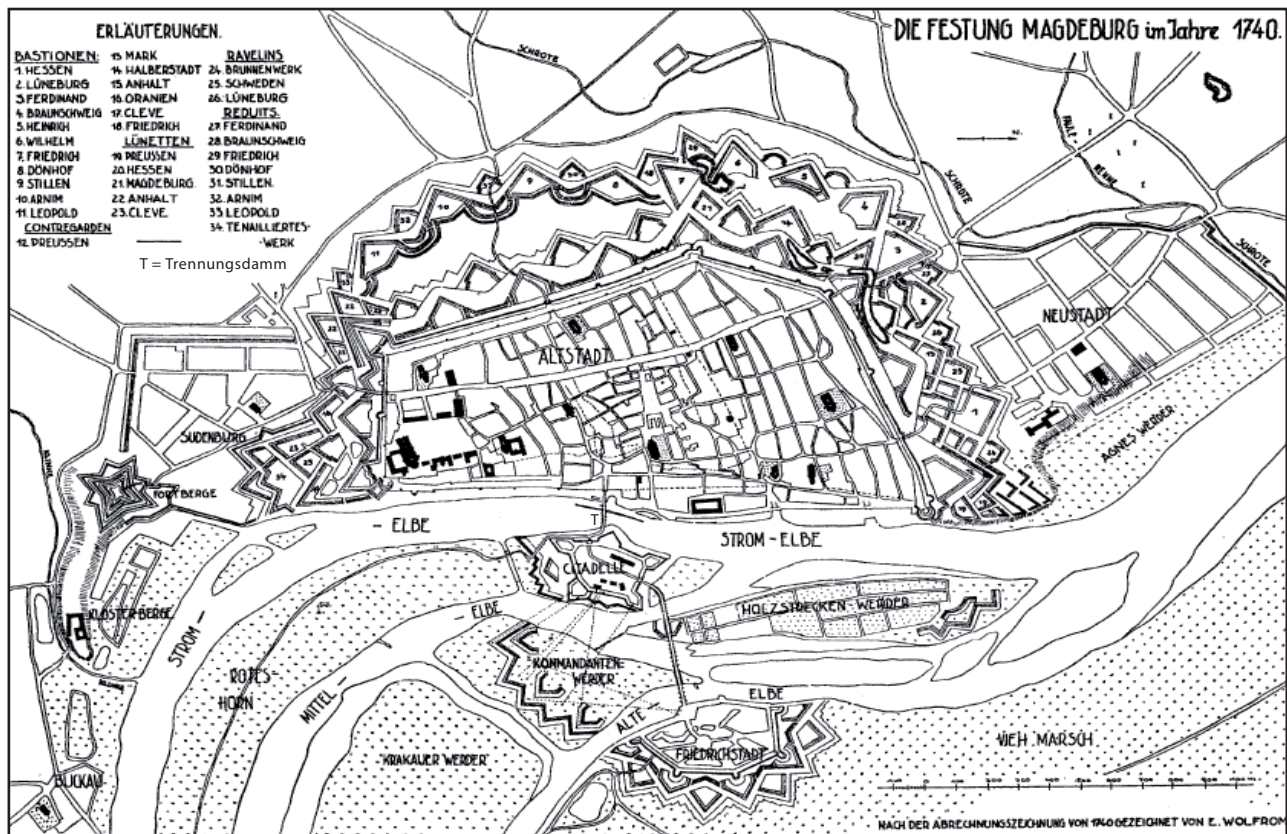 DIE FESTUNG MAGDEBURG im Jahre 1740.
ERLÄUTERUNGEN.
BASTIONEN:
1. HESSEN
2. LÜNEBURG
3 FERDINAND
4. BRAUNSCHWEIG
5. HEINRICH
6. WILHELM
7. FRIEDRICH
8. DÖNHOF
9 STILLEN
10. ARNIM
11. LEOPOLD
CONTREGARDEN
12. PREUSSEN
13 MARK
14. HALBERSTADT
15. ANHALT
16. ORANIEN
17. CLEVE
18. FRIEDRICH
LÜNETTEN
19. PREUSSEN
20. HESSEN
21. MAGDEBURG.
22 ANHALT
23. CLEVE.
RAVELINS
24. BRUNNENWERK
25. SCHWEDEN
26. LÜNEBURG
REDUITS.
27 FERDINAND
28. BRAUNSCHWEIG
29 FRIEDRICH
30 DÖNHOF
31. STILLEN.
32. ARNIM
33 LEOPOLD
34. TENAILLIERTES-
-WERK
T = Trennungsdamm
SCHROTE
FAULE-
RENNE
SCHROTE
SCHROTE
NEUSTADT
ALTSTADT
SUDENBURG
FORT BERGE
KLINKE
AGNES WERDER
- ELBE
T
STROM - ELBE
CITADELLE
KLOSTER-BERGE
STROM -
- ELBE
HOLZSTRECKEN-WERDER
ROTES-
HORN
MITTEL -
KOMMANDANTEN-
WERDER
ELBE
ALTE -
KRAKAUER WERDER
FRIEDRICHSTADT
VIEH MARSCH
BUCKAU
NACH DER ABRECHNUNGSZEICHNUNG VON 1740 GEZEICHNET VON E. WOLFRO